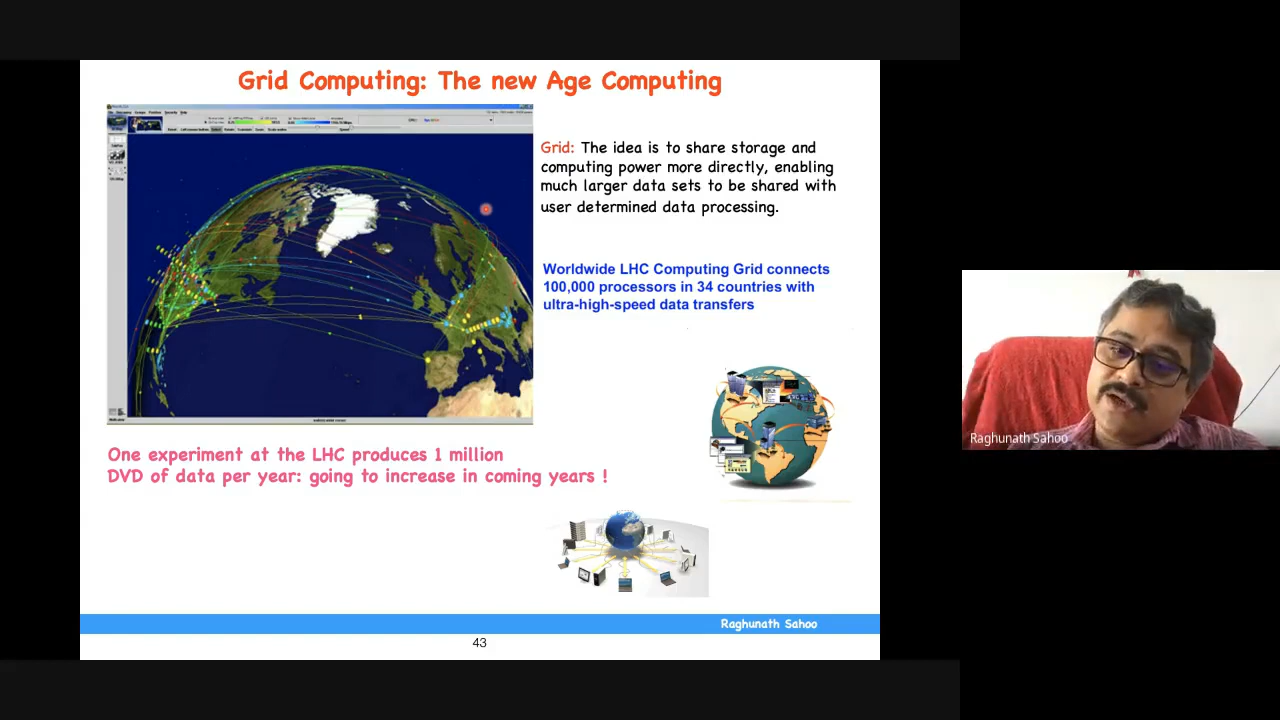 Grid Computing: The new Age Computing
Grid: The idea is to share storage and
computing power more directly, enabling
much larger data sets to be shared with
user determined data processing.
Worldwide LHC Computing Grid connects
100,000 processors in 34 countries with
ultra-high-speed data transfers
One experiment at the LHC produces 1 million
DVD of data per year: going to increase in coming years !
Raghunath Sahoo
43
Raghunath Sahoo